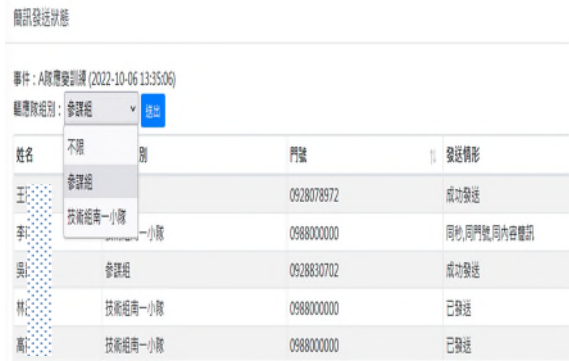 簡訊發送狀態
事件：A隊應變訓練 (2022-10-06 13:35:06)
驕應隊組別：參謀組 送出
姓名 別 門號 發送情形
不限
參謀組
技術組南一小隊
王 0928078972 成功發送
李 一小隊 0988000000 同秒,同門號,同內容簡訊
吳 參謀組 0928830702 成功發送
林 技術組南一小隊 0988000000 已發送
高 技術組南一小隊 0988000000 已發送